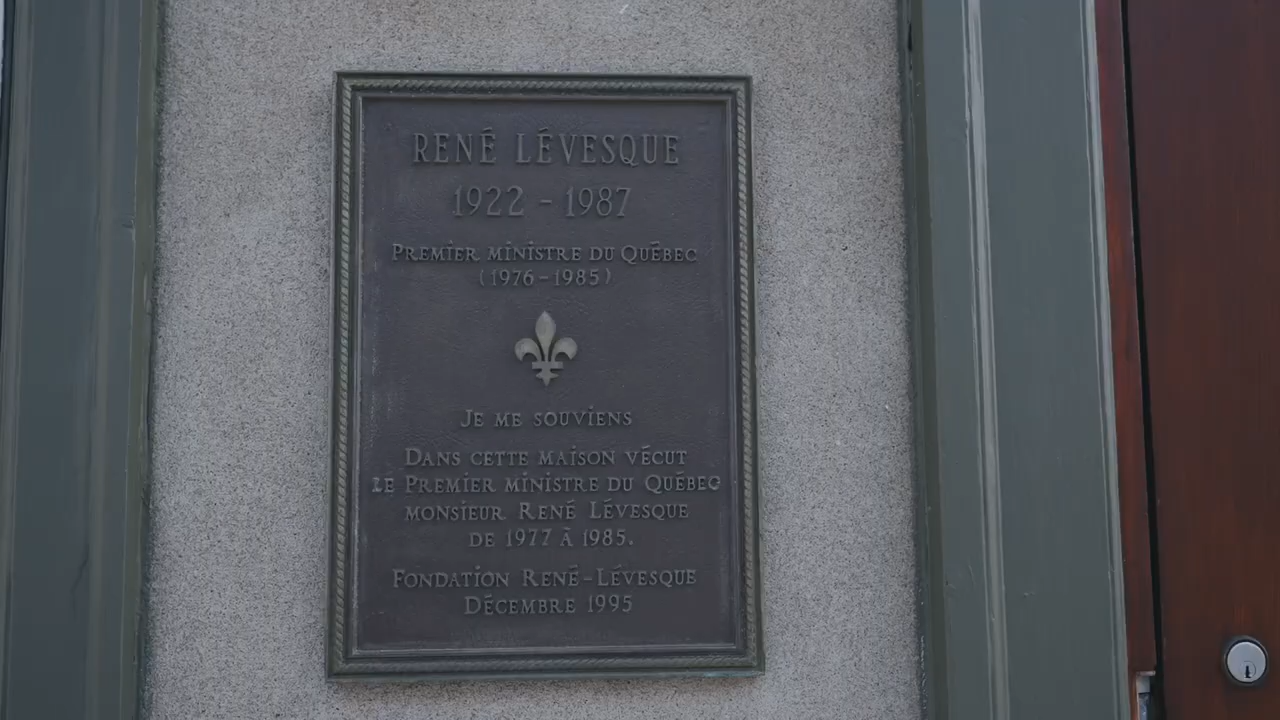 RENÉ LÉVESQUE
1922 - 1987
PREMIER MINISTRE DU QUÉBEC
(1976-1985)
JE ME SOUVIENS
DANS CETTE MAISON VÉCUT
LE PREMIER MINISTRE DU QUÉBEC
MONSIEUR RENÉ LÉVESQUE
DE 1977 À 1985.
FONDATION RENÉ-LÉVESQUE
DÉCEMBRE 1995